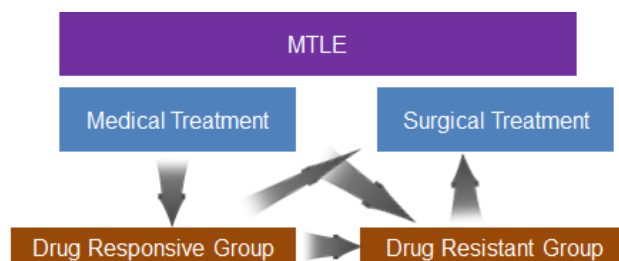 MTLE
Medical Treatment
Surgical Treatment
Drug Responsive Group
Drug Resistant Group